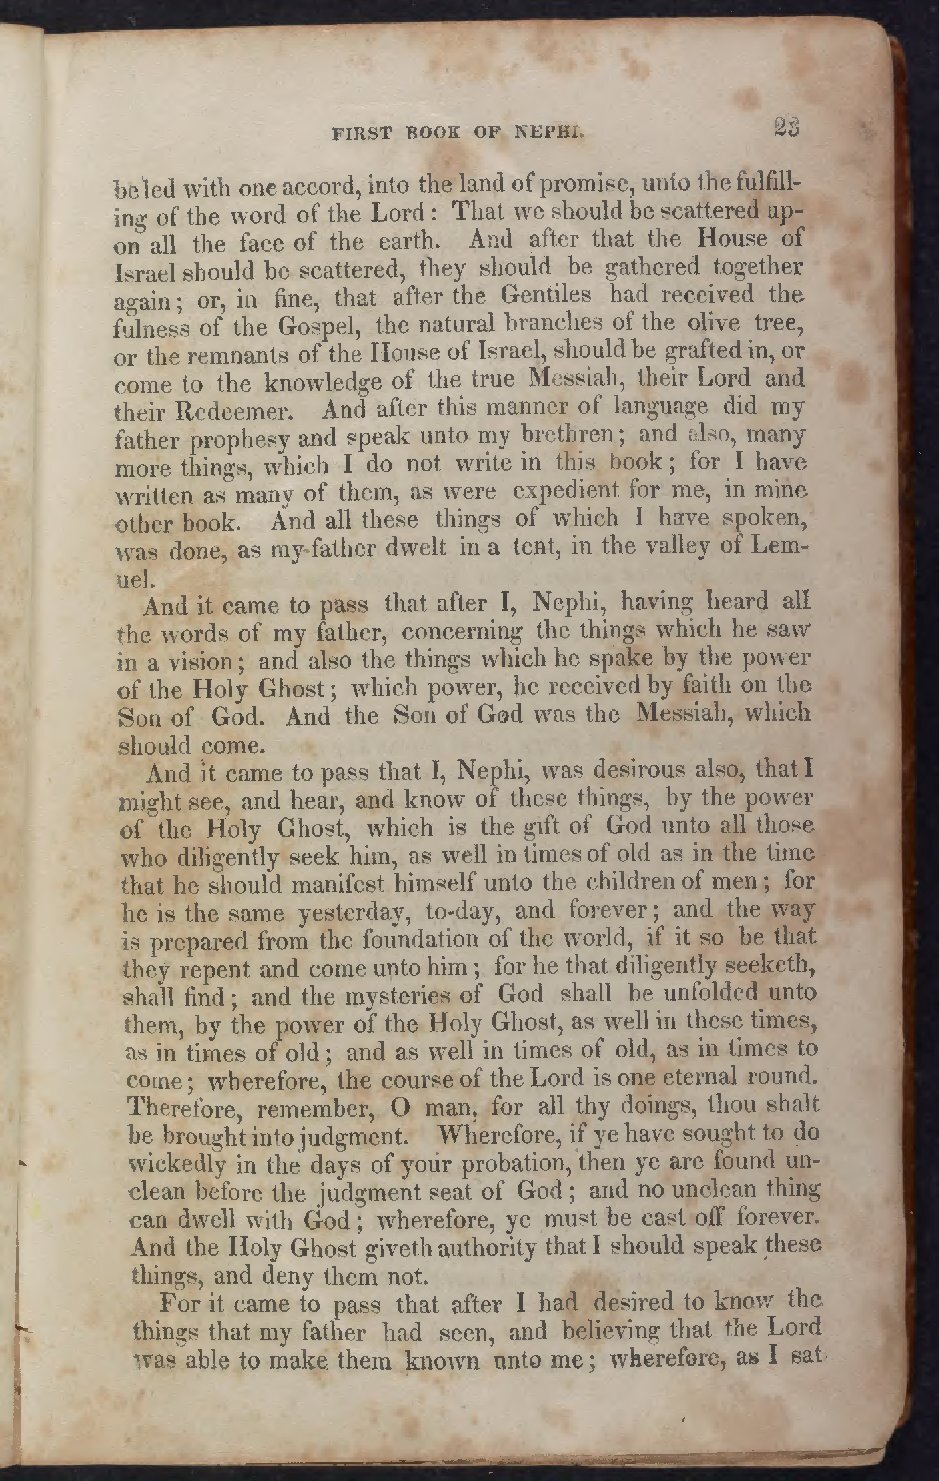 FIRST BOOK OF NEPHI. 23
be led with one accord, into the land of promise, unto the fulfill-
ing of the word of the Lord: That we should be scattered up-
on all the face of the earth. And after that the House of
Israel should be scattered, they should be gathered together
again; or, in fine, that after the Gentiles had received the
fulness of the Gospel, the natural branches of the olive tree,
or the remnants of the House of Israel, should be grafted in, or
come to the knowledge of the true Messiah, their Lord and
their Redeemer. And after this manner of language did my
father prophesy and speak unto my brethren; and also, many
more things, which I do not write in this book; for I have
written as many of them, as were expedient for me, in mine
other book. And all these things of which I have spoken,
was done, as my father dwelt in a tent, in the valley of Lem-
uel.
And it came to pass that after I, Nephi, having heard all
the words of my father, concerning the things which he saw
in a vision; and also the things which he spake by the power
of the Holy Ghost; which power, he received by faith on the
Son of God. And the Son of God was the Messiah, which
should come.
And it came to pass that I, Nephi, was desirous also, that I
might see, and hear, and know of these things, by the power
of the Holy Ghost, which is the gift of God unto all those
who diligently seek him, as well in times of old as in the time
that he should manifest himself unto the children of men; for
he is the same yesterday, to-day, and forever; and the way
is prepared from the foundation of the world, if it so be that
they repent and come unto him; for he that diligently seeketh,
shall find; and the mysteries of God shall be unfolded unto
them, by the power of the Holy Ghost, as well in these times,
as in times of old; and as well in times of old, as in times to
come; wherefore, the course of the Lord is one eternal round.
Therefore, remember, O man, for all thy doings, thou shalt
be brought into judgment. Wherefore, if ye have sought to do
wickedly in the days of your probation, then ye are found un-
clean before the judgment seat of God; and no unclean thing
can dwell with God; wherefore, ye must be cast off forever.
And the Holy Ghost giveth authority that I should speak these
things, and deny them not.
For it came to pass that after I had desired to know the
things that my father had seen, and believing that the Lord
was able to make them known unto me; wherefore, as I sat